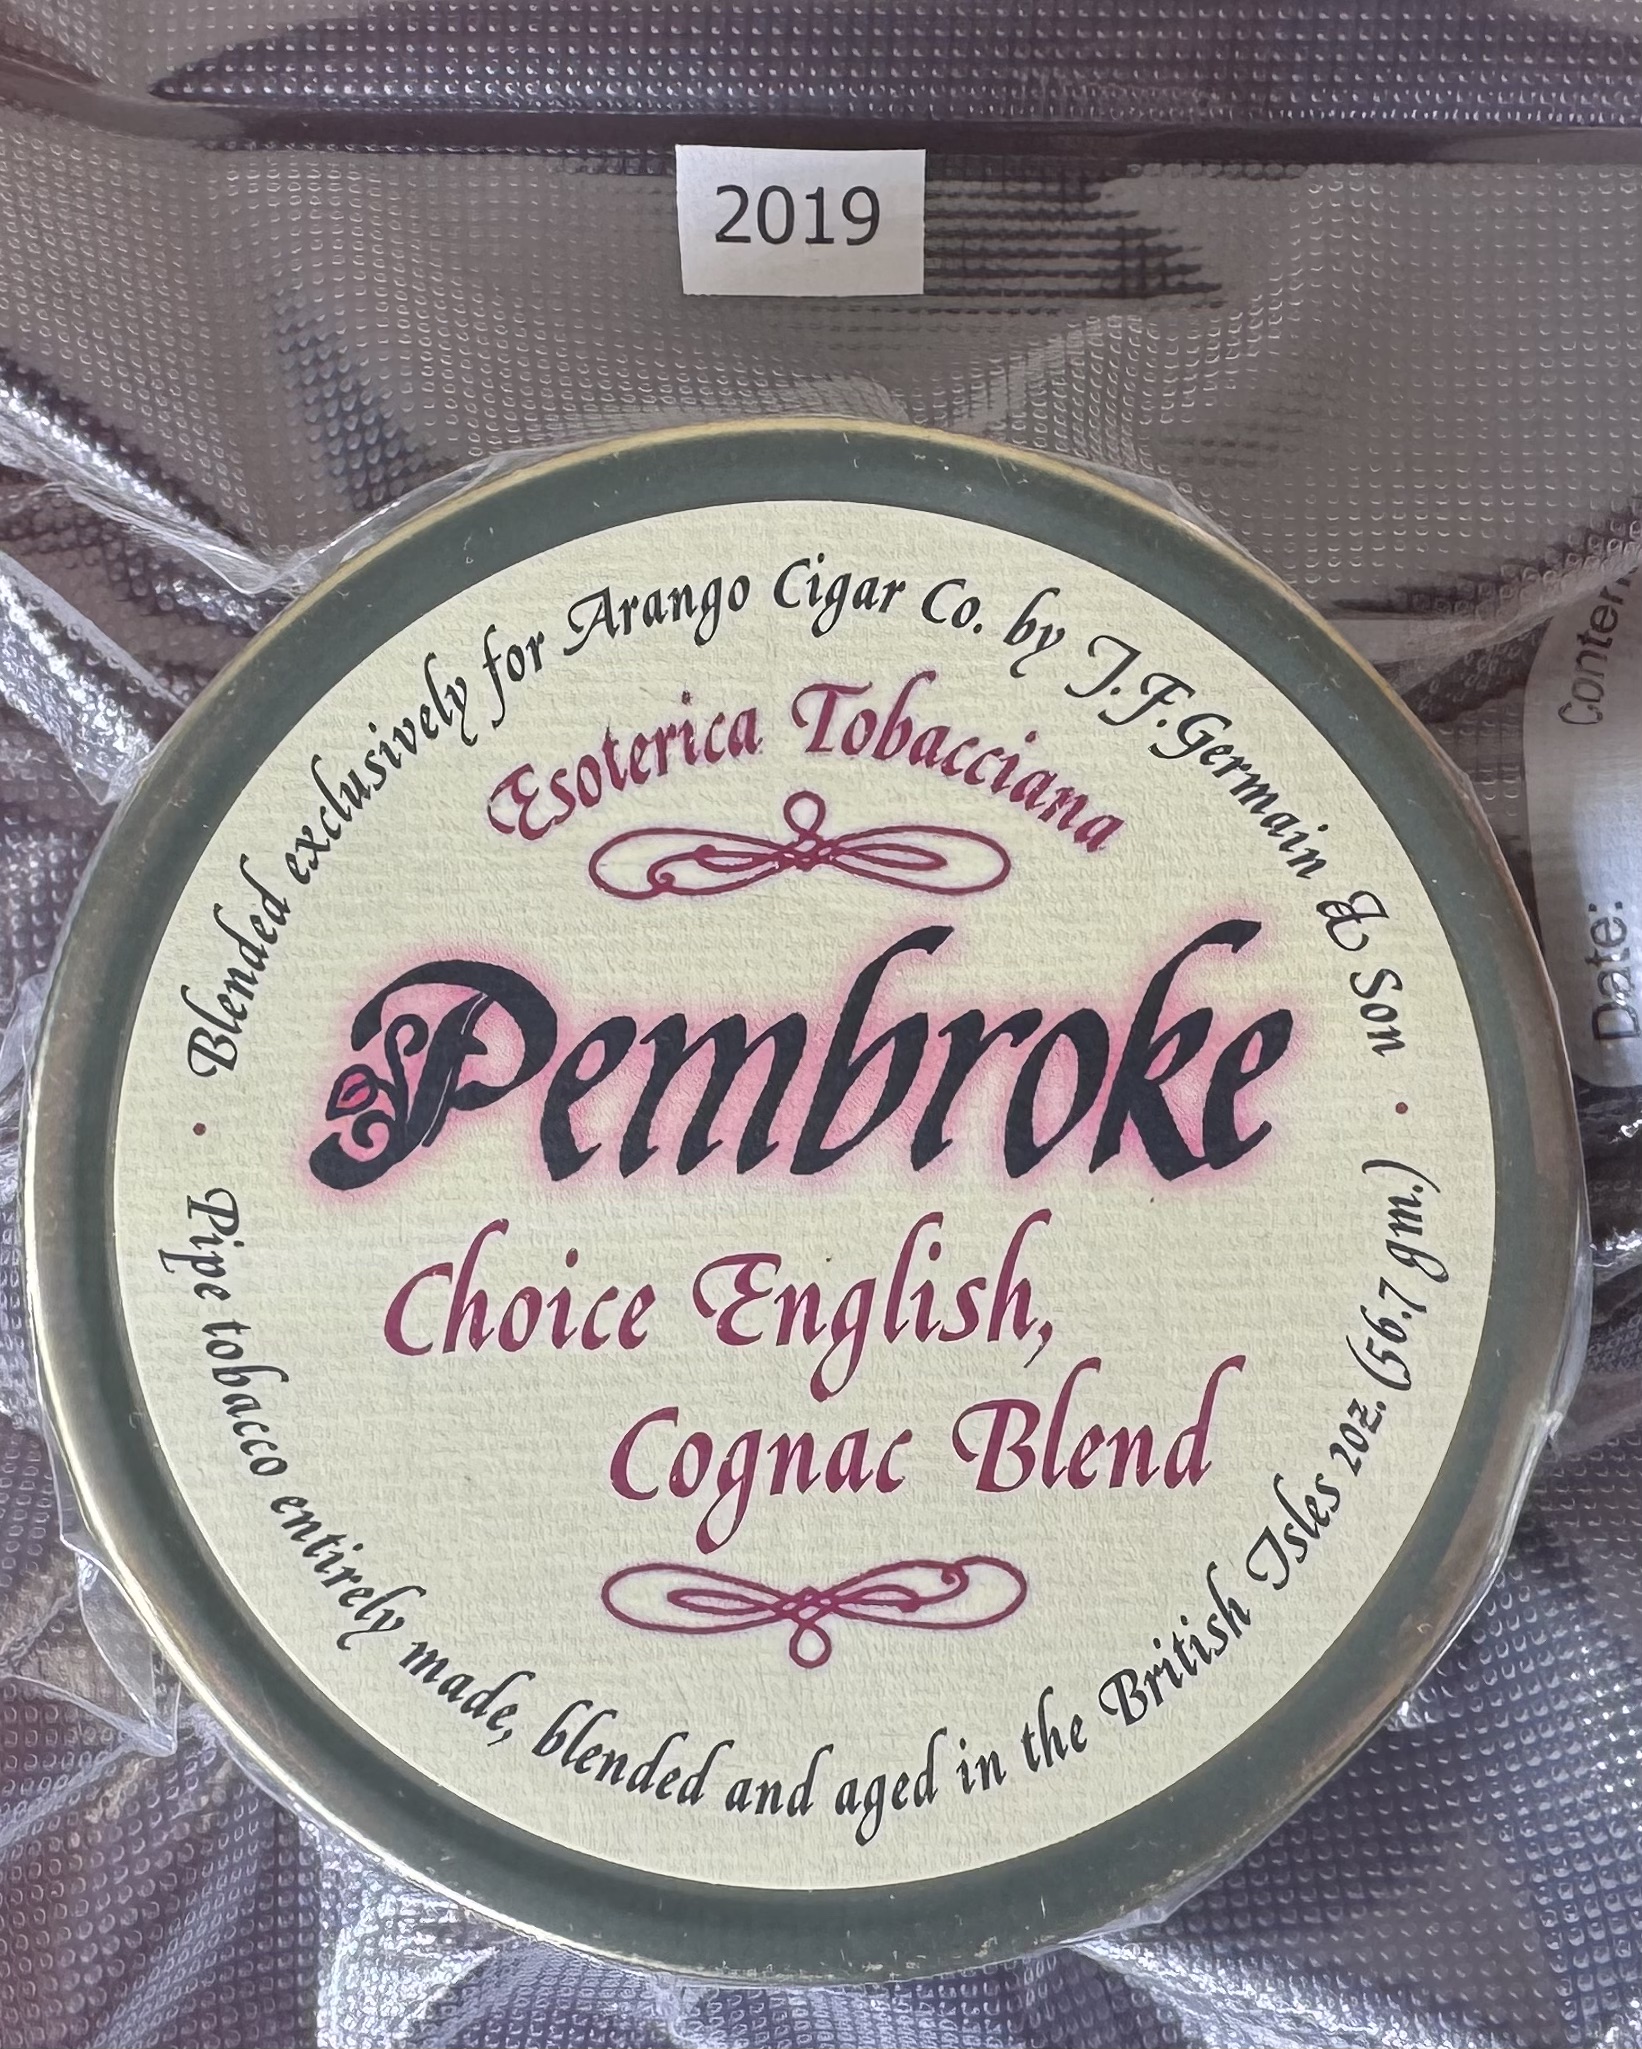 2019
Blended exclusively for Arango Cigar Co. by J.F. Germain & Son
Esoterica Tobacciana
Pembroke
Choice English,
Cognac Blend
Pipe tobacco entirely made, blended and aged in the British Isles 2oz. (56.7 gm.)
Date: